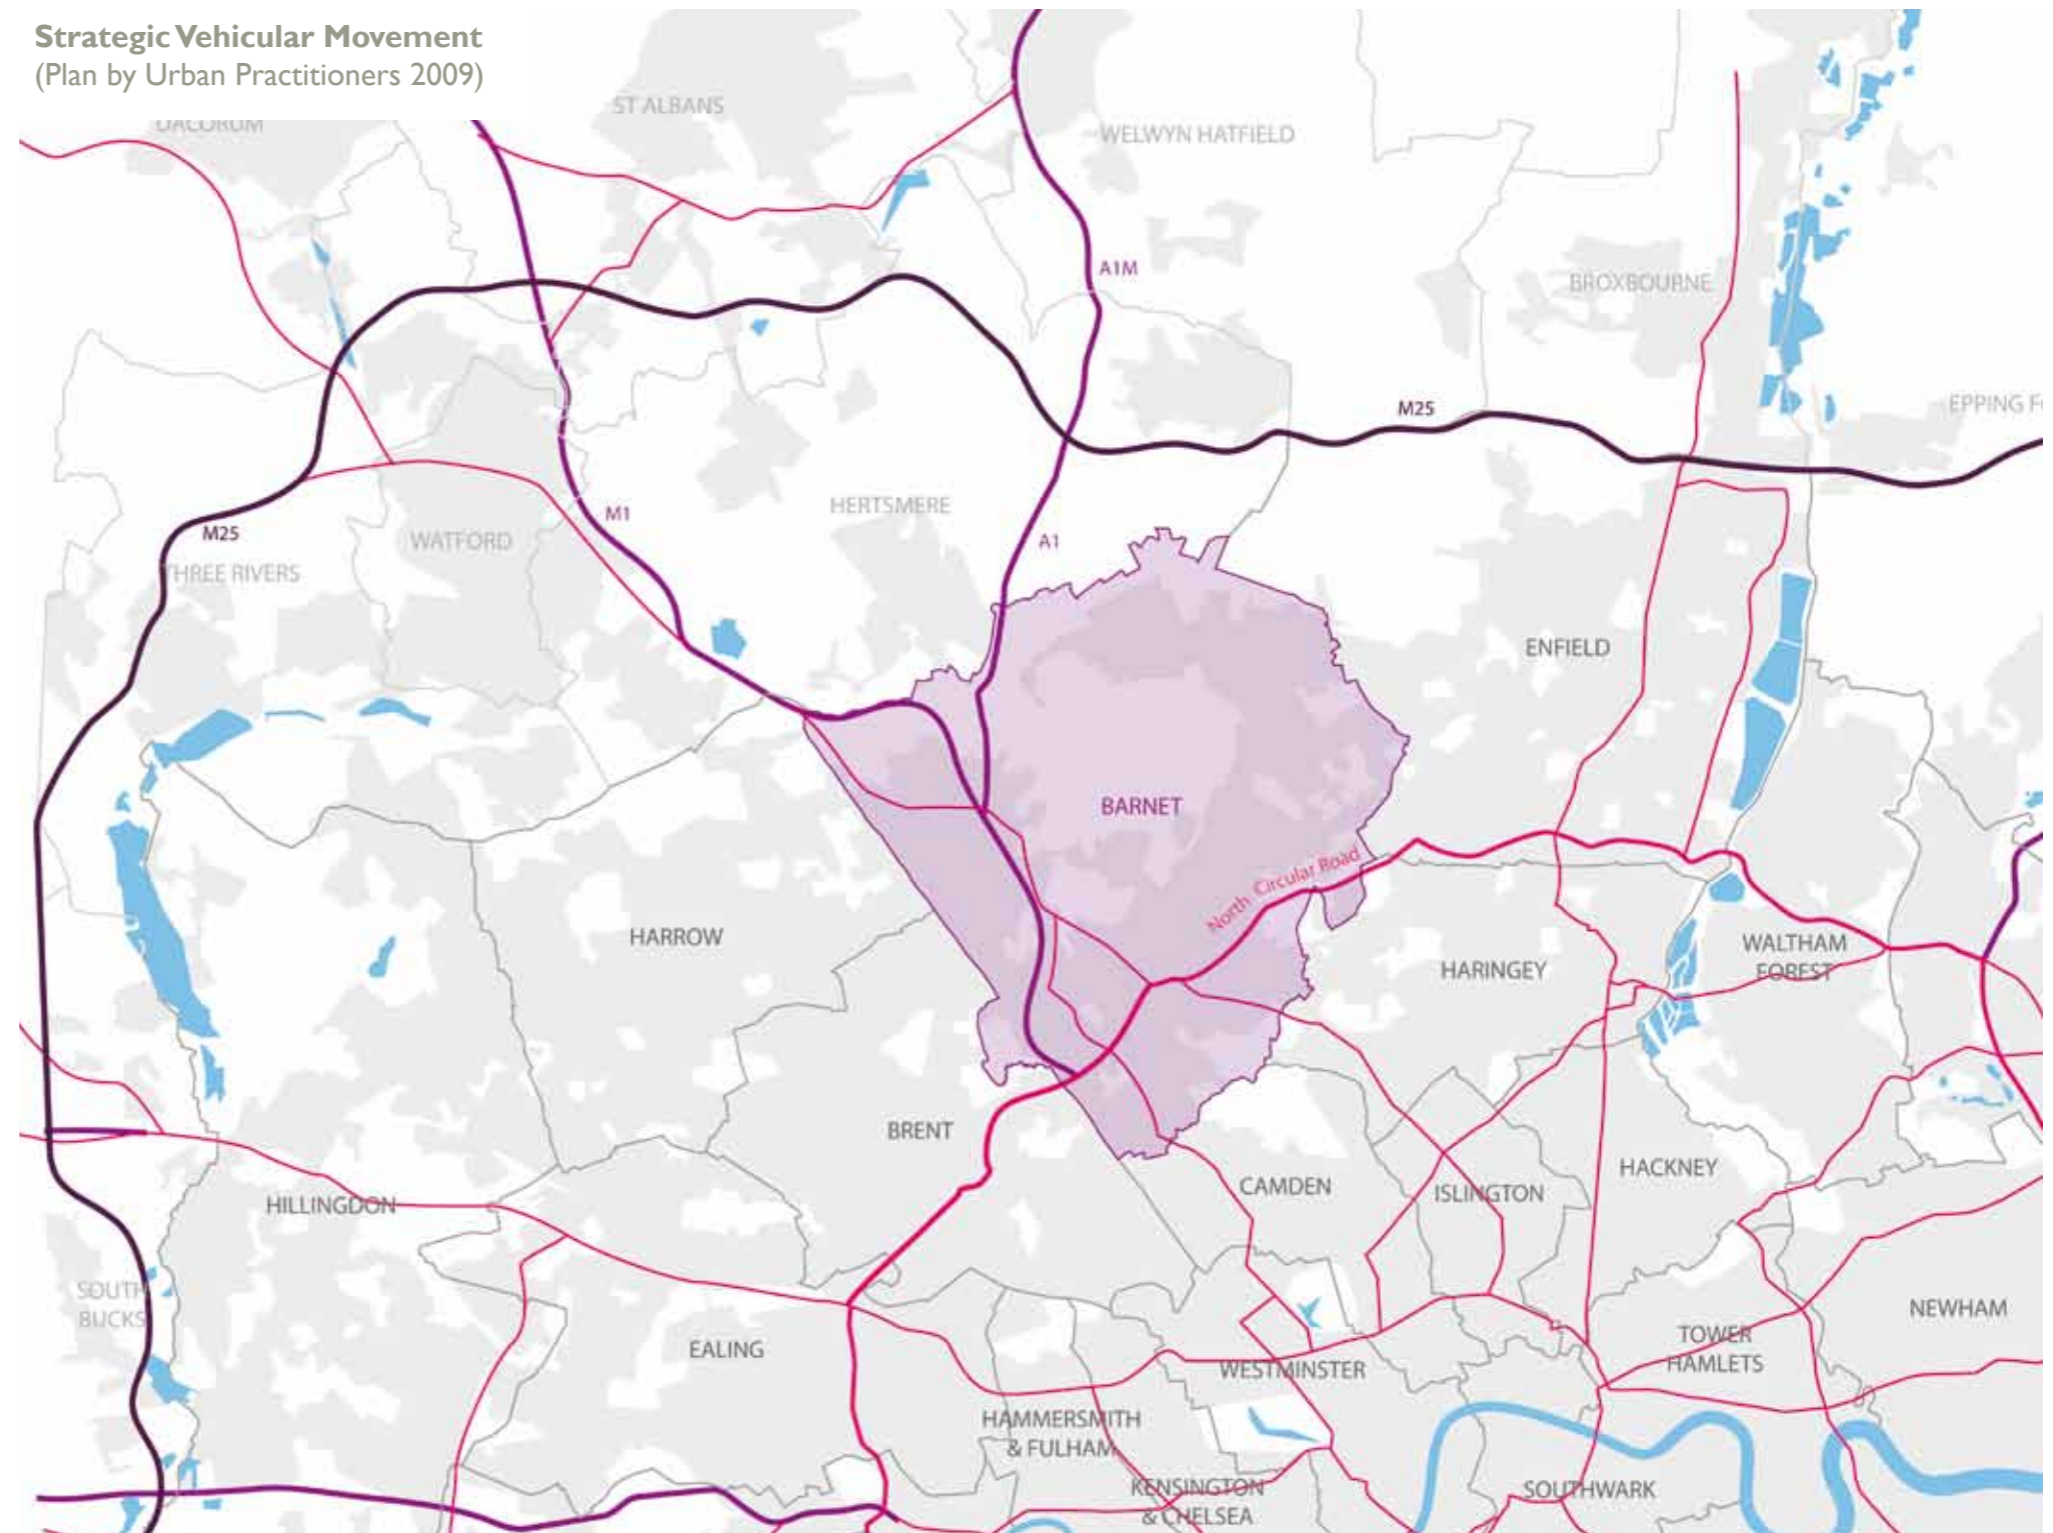 Strategic Vehicular Movement
(Plan by Urban Practitioners 2009)
ST ALBANS
DACORUM
WELWYN HATFIELD
A1M
BROXBOURNE
M25
EPPING F
HERTSMERE
M1
M25
WATFORD
A1
THREE RIVERS
ENFIELD
BARNET
North Circular Road
HARROW
WALTHAM
FOREST
HARINGEY
BRENT
HACKNEY
CAMDEN
ISLINGTON
HILLINGDON
SOUTH
BUCKS
NEWHAM
TOWER
HAMLETS
EALING
WESTMINSTER
HAMMERSMITH
& FULHAM
KENSINGTON
& CHELSEA
SOUTHWARK